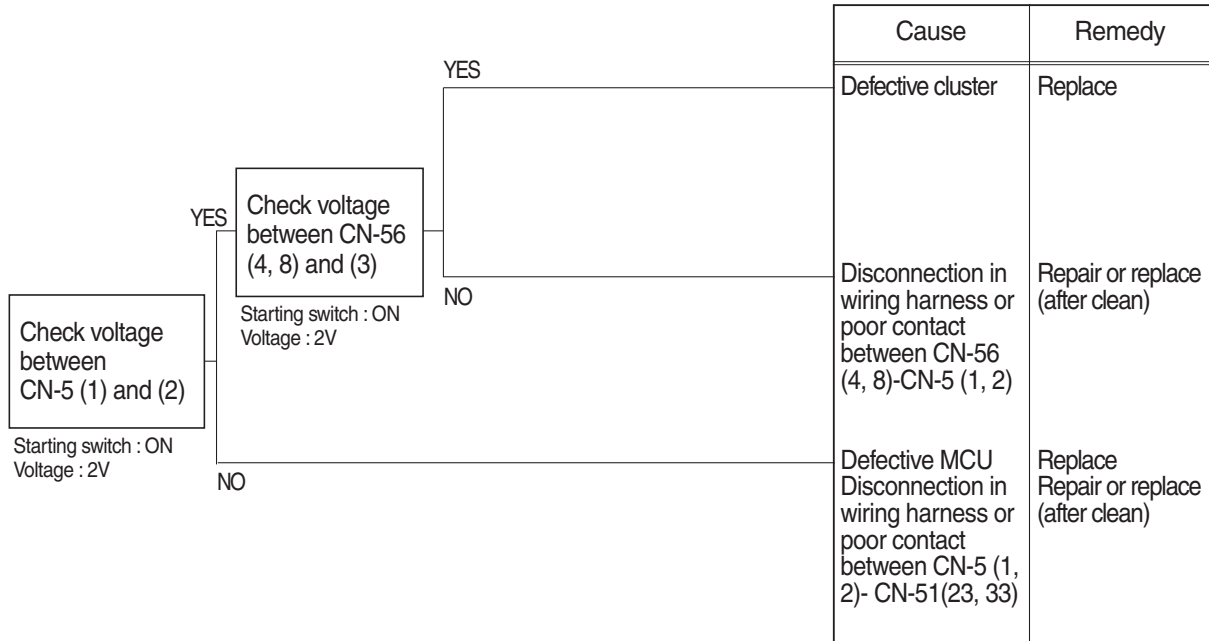 Cause
Remedy
YES
Defective cluster
Replace
YES
Check voltage
between CN-56
(4, 8) and (3)
Starting switch : ON
Voltage : 2V
NO
Disconnection in
wiring harness or
poor contact
between CN-56
(4, 8)-CN-5 (1, 2)
Repair or replace
(after clean)
Check voltage
between
CN-5 (1) and (2)
Starting switch : ON
Voltage : 2V
NO
Defective MCU
Disconnection in
wiring harness or
poor contact
between CN-5 (1,
2)- CN-51(23, 33)
Replace
Repair or replace
(after clean)